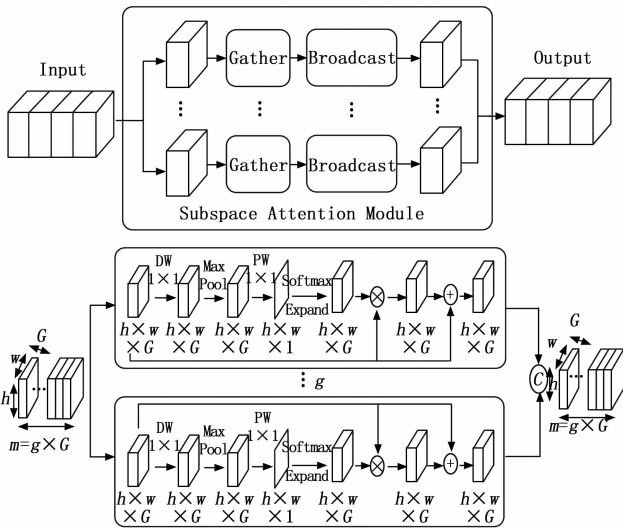 Input
Output
Gather
Broadcast
Gather
Broadcast
Subspace Attention Module
DW
1×1
Max
Pool
PW
1×1
Softmax
Expand
h×w
×G
h×w
×G
h×w
×G
h×w
×1
h×w
×G
h×w
×G
h×w
×G
g
G
w
h
m=g×G
C
G
w
h
m=g×G
DW
1×1
Max
Pool
PW
1×1
Softmax
Expand
h×w
×G
h×w
×G
h×w
×G
h×w
×1
h×w
×G
h×w
×G
h×w
×G